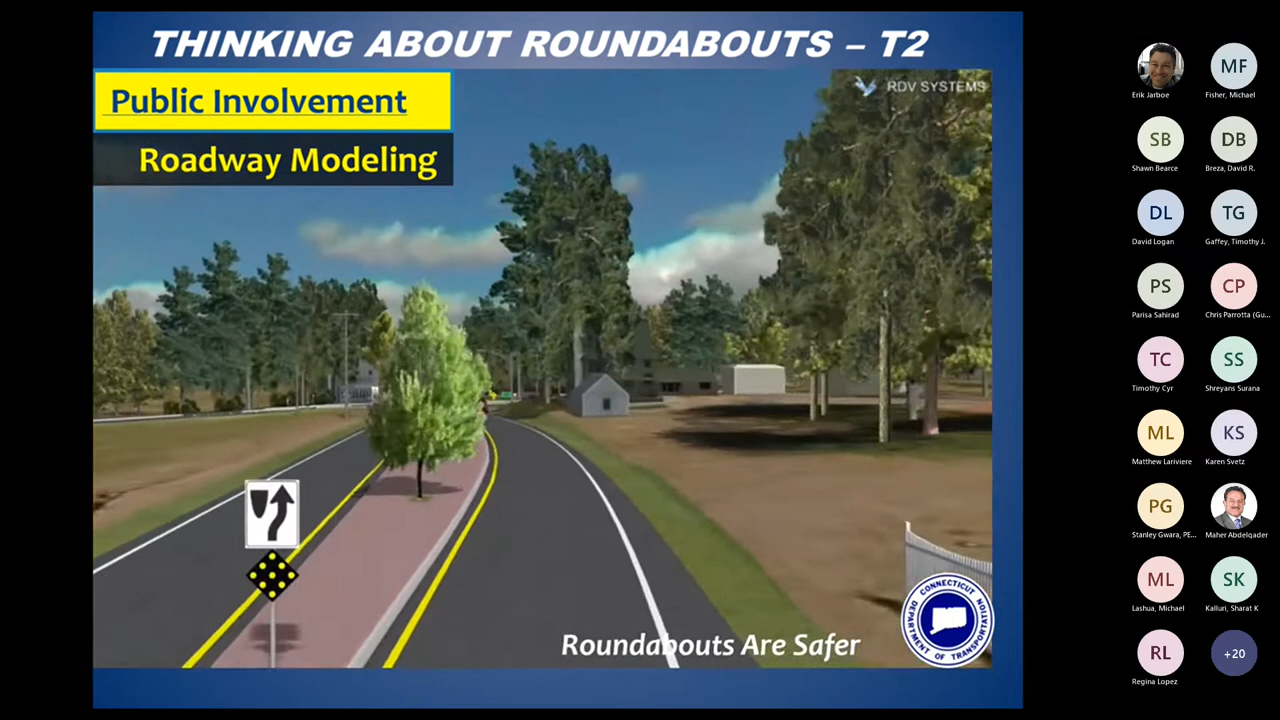 THINKING ABOUT ROUNDABOUTS – T2
Public Involvement
Roadway Modeling
RDV SYSTEMS
Roundabouts Are Safer
CONNECTICUT
DEPARTMENT OF TRANSPORTATION
Erik Jarboe
MF
Fisher, Michael
SB
Shawn Bearce
DB
Breza, David R.
DL
David Logan
TG
Gaffey, Timothy J.
PS
Parisa Sahirad
CP
Chris Parrotta (Gu...
TC
Timothy Cyr
SS
Shreyans Surana
ML
Matthew Lariviere
KS
Karen Svetz
PG
Stanley Gwara, PE...
Maher Abdelqader
ML
Lashua, Michael
SK
Kalluri, Sharat K
RL
Regina Lopez
+20